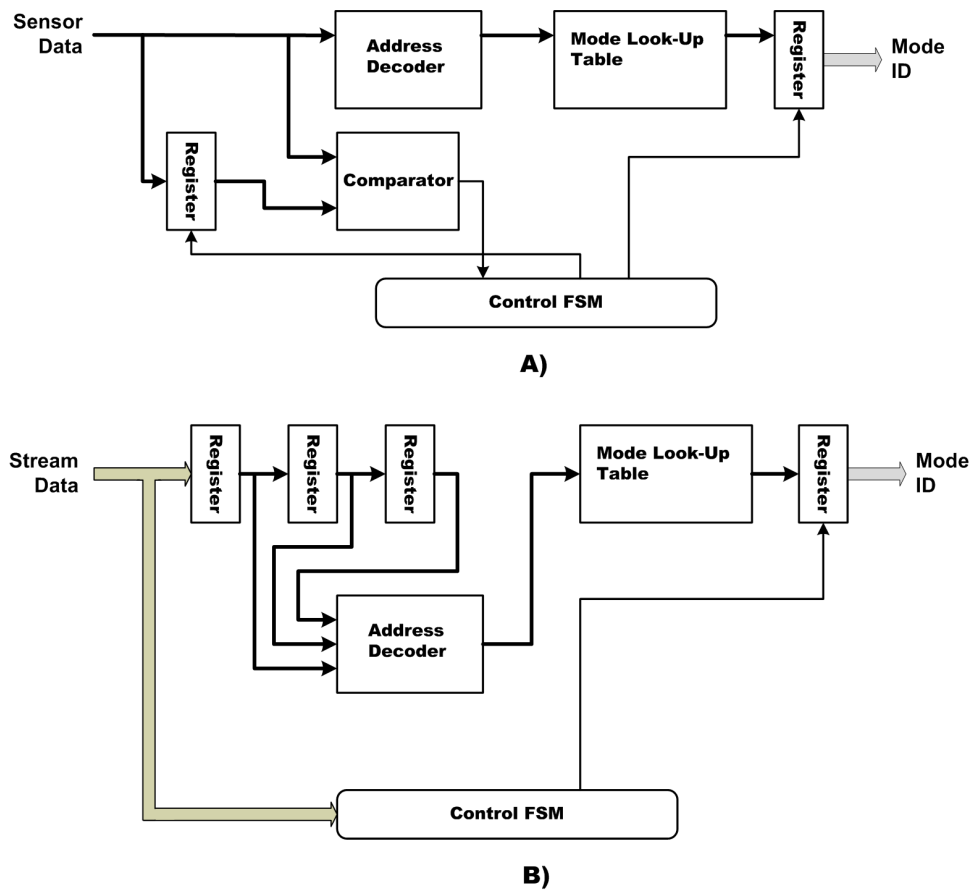 Sensor
Data
Address
Decoder
Mode Look-Up
Table
Register
Mode
ID
Register
Comparator
Control FSM
A)
Stream
Data
Register
Register
Register
Mode Look-Up
Table
Register
Mode
ID
Address
Decoder
Control FSM
B)